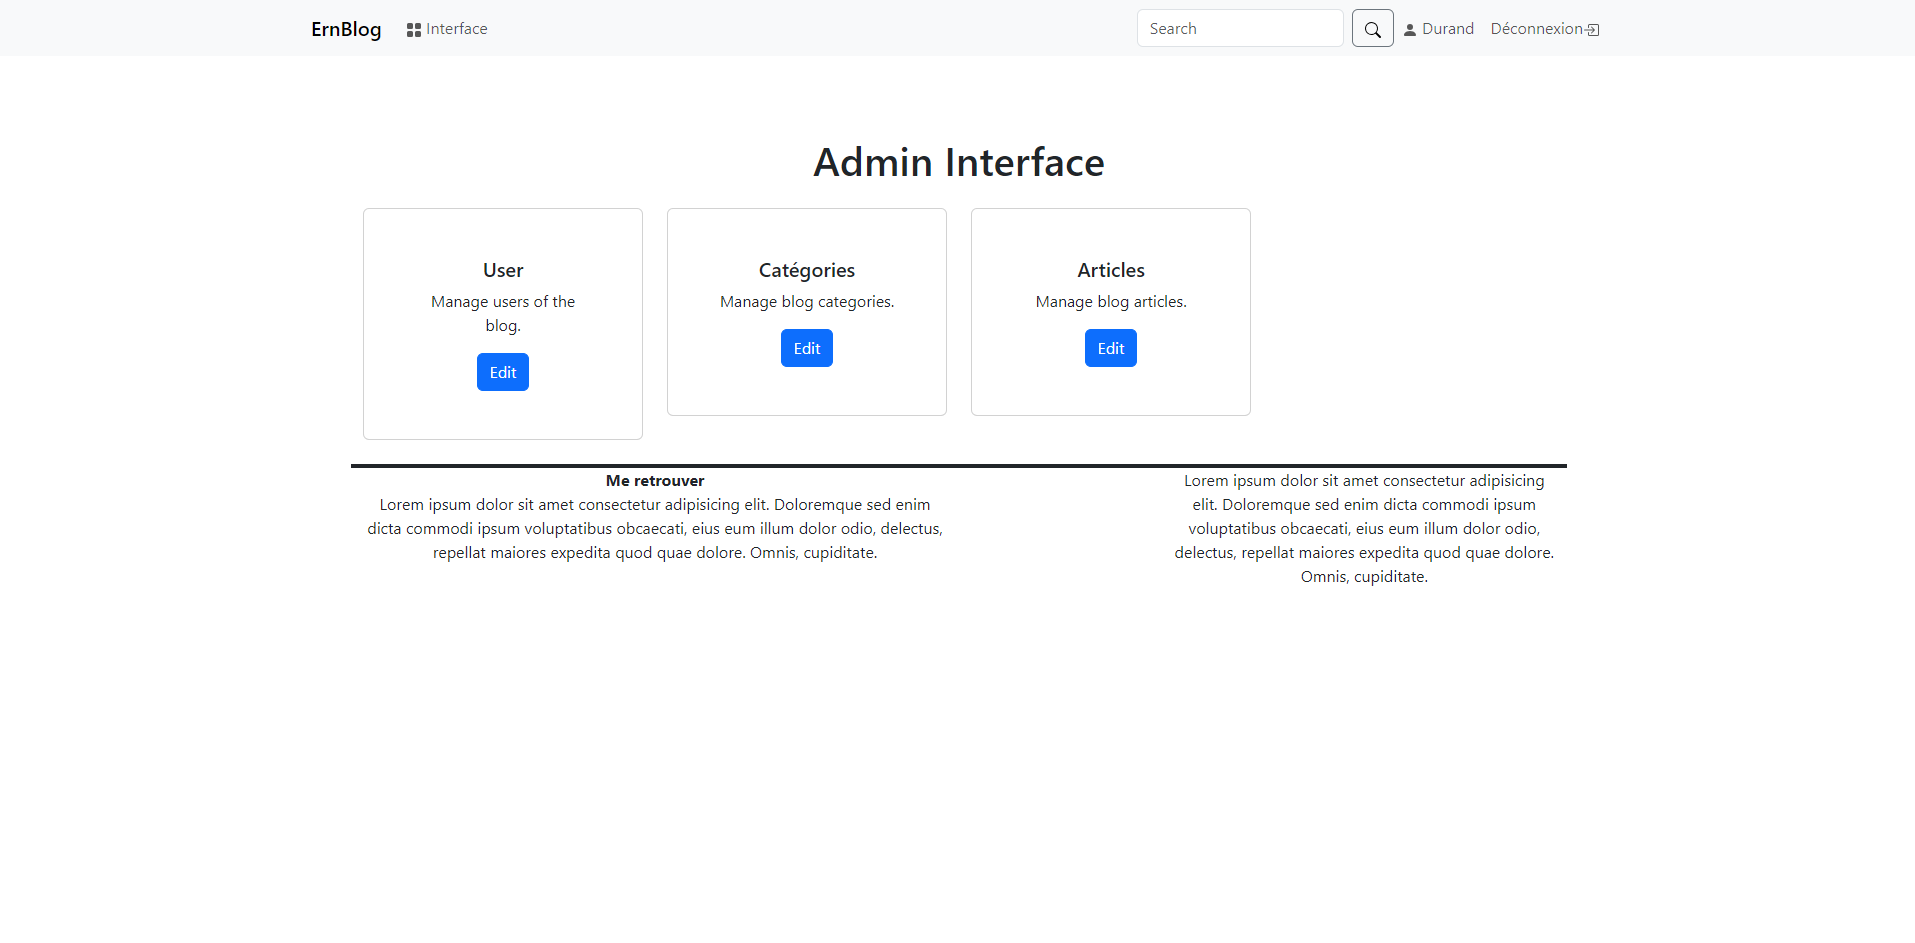 ErnBlog Interface Search Durand Déconnexion
Admin Interface
User
Manage users of the
blog.
Edit
Catégories
Manage blog categories.
Edit
Articles
Manage blog articles.
Edit
Me retrouver
Lorem ipsum dolor sit amet consectetur adipisicing elit. Doloremque sed enim
dicta commodi ipsum voluptatibus obcaecati, eius eum illum dolor odio, delectus,
repellat maiores expedita quod quae dolore. Omnis, cupiditate.
Lorem ipsum dolor sit amet consectetur adipisicing
elit. Doloremque sed enim dicta commodi ipsum
voluptatibus obcaecati, eius eum illum dolor odio,
delectus, repellat maiores expedita quod quae dolore.
Omnis, cupiditate.